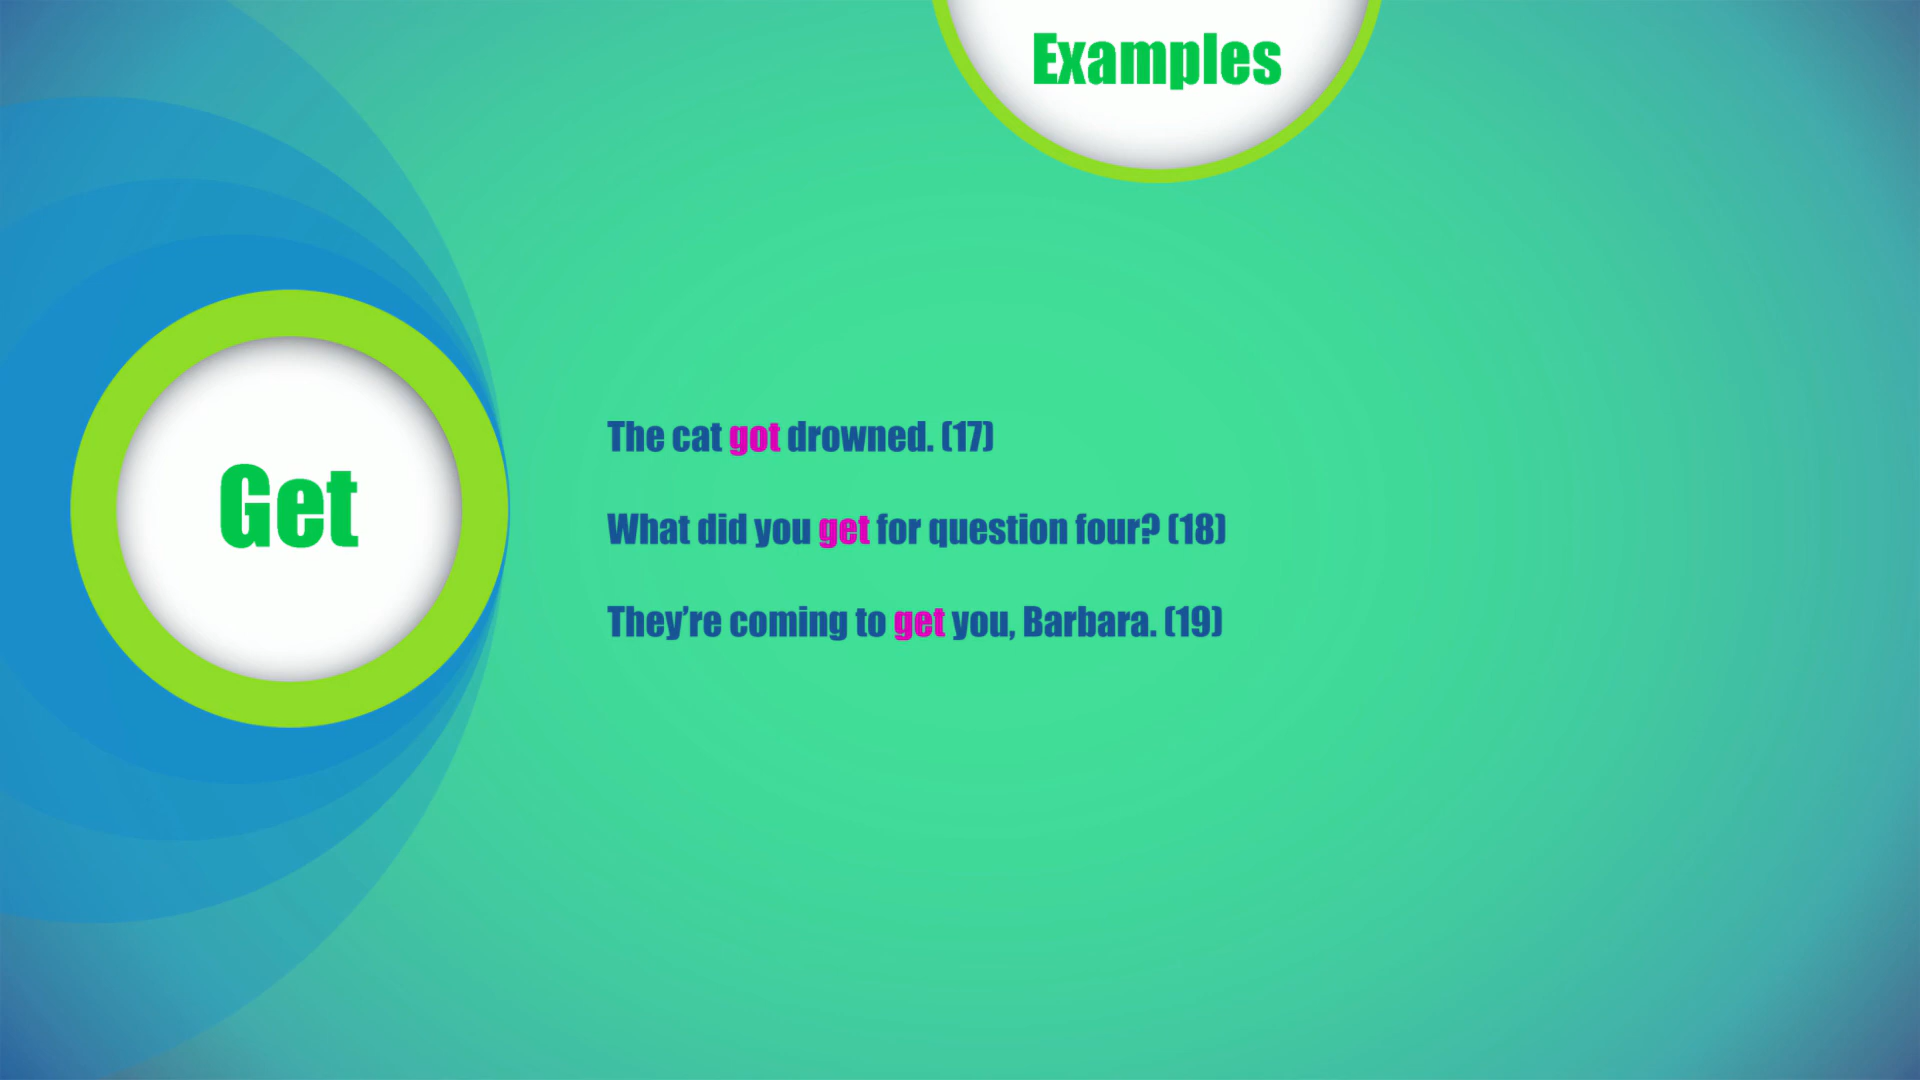 Examples
Get
The cat got drowned. (17)
What did you get for question four? (18)
They’re coming to get you, Barbara. (19)